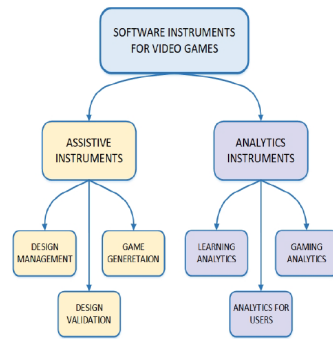 SOFTWARE INSTRUMENTS
FOR VIDEO GAMES
ASSISTIVE
INSTRUMENTS
ANALYTICS
INSTRUMENTS
DESIGN
MANAGEMENT
GAME
GENERETAION
LEARNING
ANALYTICS
GAMING
ANALYTICS
DESIGN
VALIDATION
ANALYTICS FOR
USERS